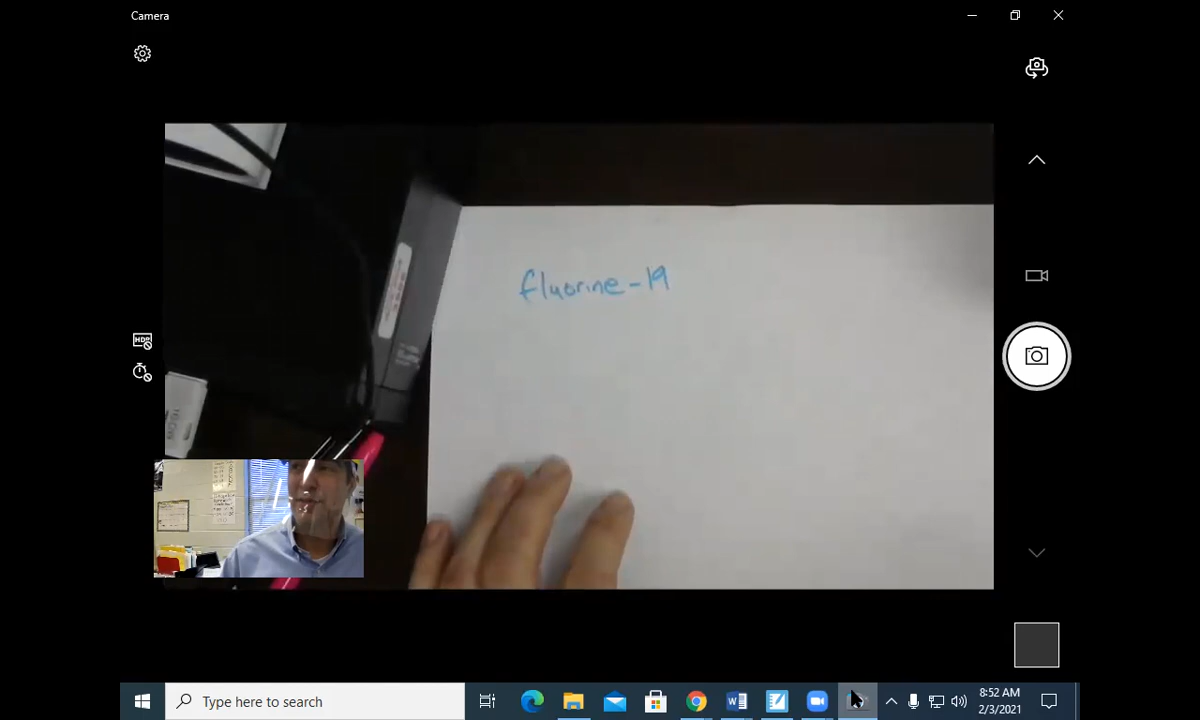 Camera
fluorine-19
Type here to search
8:52 AM
2/3/2021